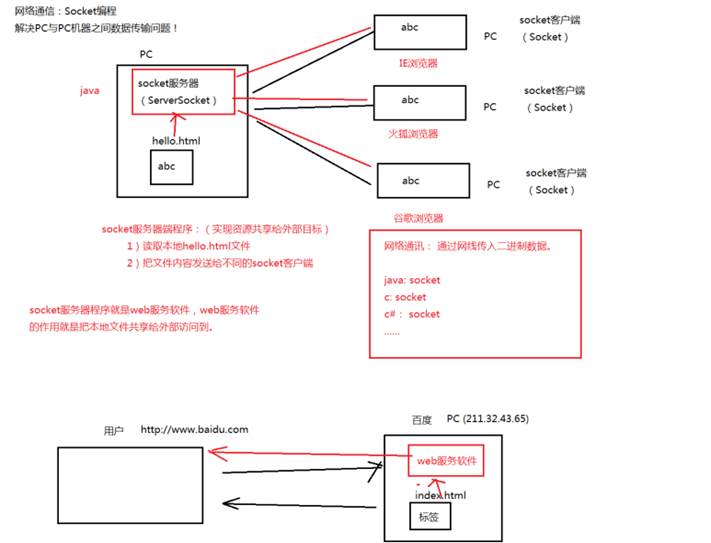 网络通信：Socket编程
解决PC与PC机器之间数据传输问题！
PC
java
socket服务器
（ServerSocket）
hello.html
abc
abc
PC
socket客户端
（Socket）
IE浏览器
abc
PC
socket客户端
（Socket）
火狐浏览器
abc
PC
socket客户端
（Socket）
谷歌浏览器
socket服务器端程序：（实现资源共享给外部目标）
1）读取本地hello.html文件
2）把文件内容发送给不同的socket客户端
网络通讯： 通过网线传入二进制数据。
java: socket
c: socket
c#： socket
......
socket服务器程序就是web服务软件，web服务软件
的作用就是把本地文件共享给外部访问到。
用户 http://www.baidu.com
百度 PC (211.32.43.65)
web服务软件
index.html
标签